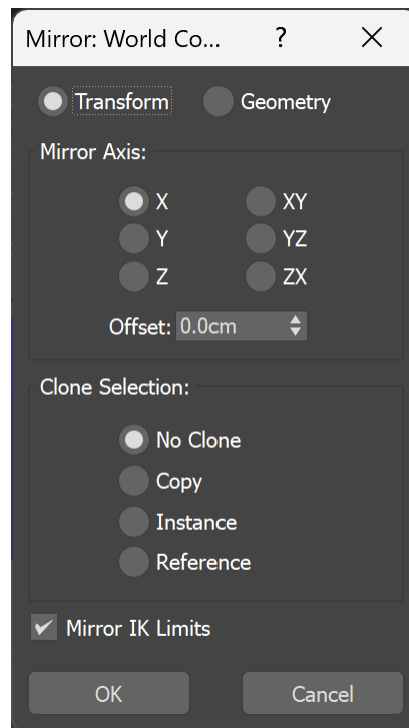 Mirror: World Co... ?
Transform Geometry
Mirror Axis:
X XY
Y YZ
Z ZX
Offset: 0.0cm
Clone Selection:
No Clone
Copy
Instance
Reference
Mirror IK Limits
OK Cancel